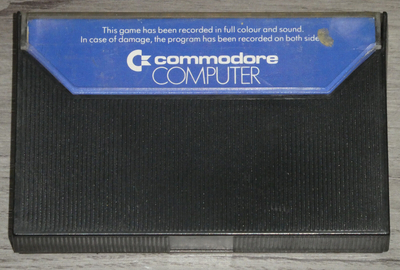 This game has been recorded in full colour and sound.
In case of damage, the program has been recorded on both sides
commodore
COMPUTER